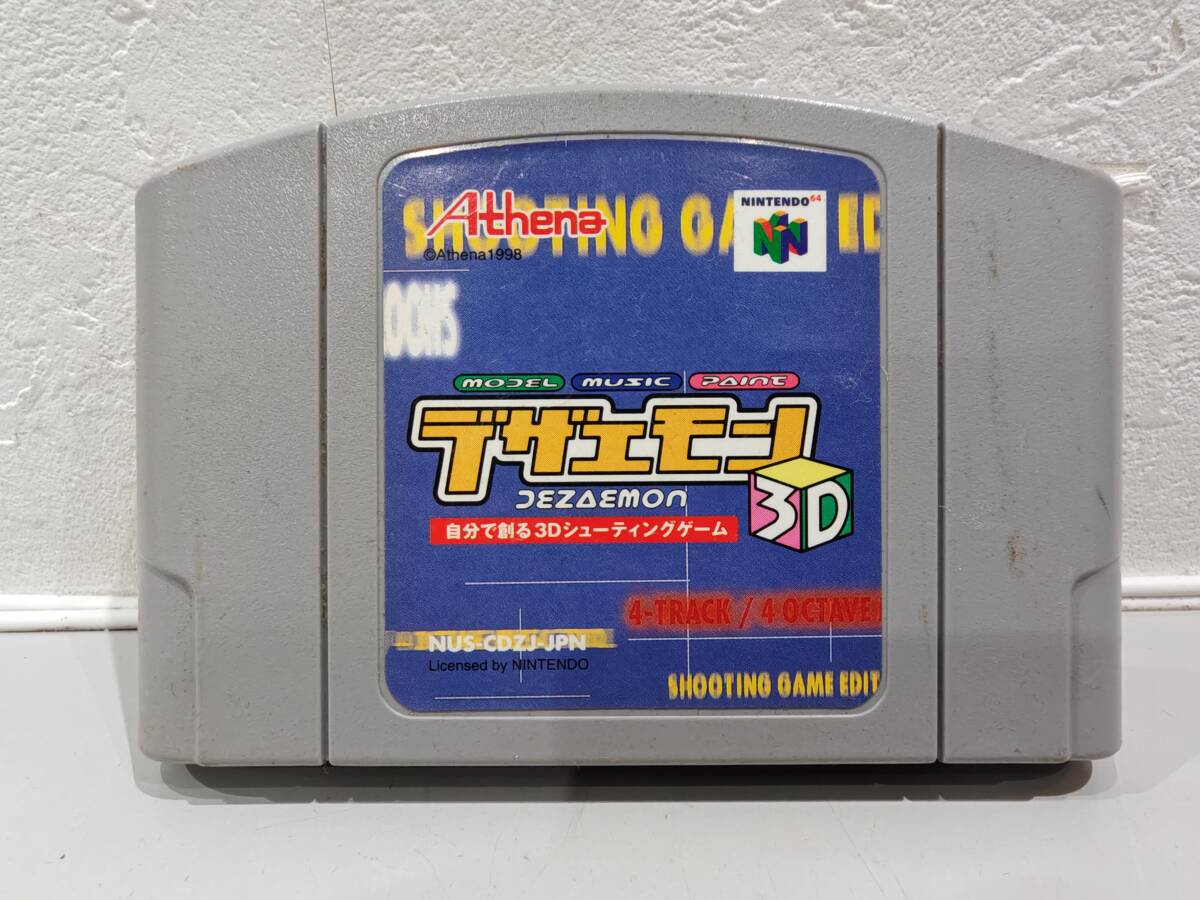 SHOOTING GAME ED
Athena
NINTENDO 64
©Athena1998
MODEL MUSIC PAINT
デザエモン
3D
DEZAEMON
自分で創る3Dシューティングゲーム
4-TRACK / 4 OCTAVE
NUS-CDZJ-JPN
Licensed by NINTENDO
SHOOTING GAME EDIT